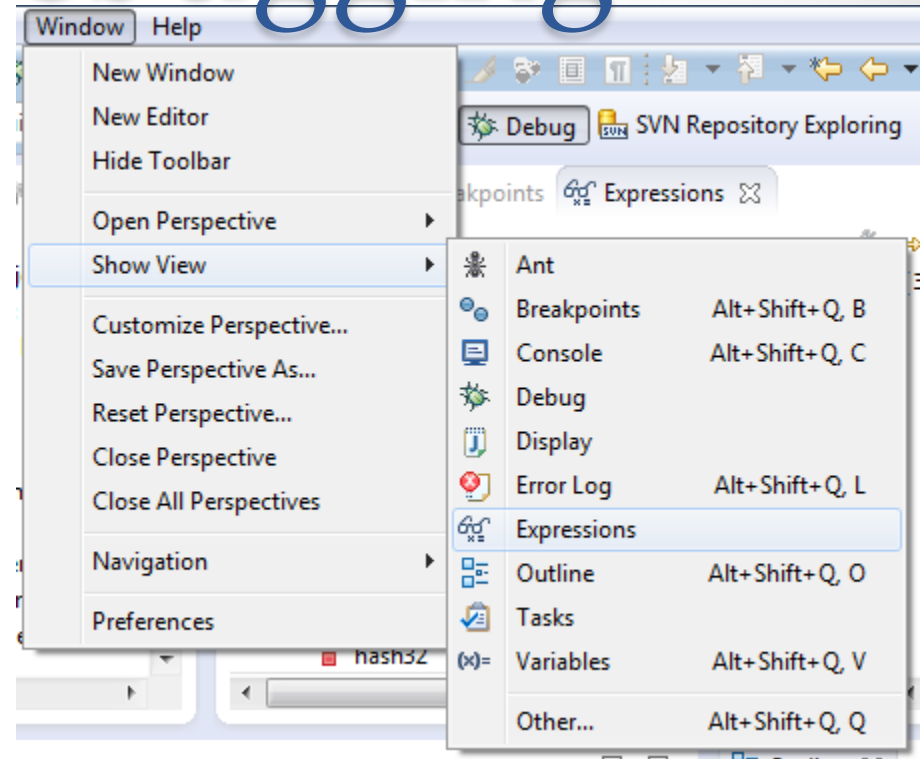 Window Help
New Window
New Editor
Hide Toolbar
Open Perspective
Show View
Customize Perspective...
Save Perspective As...
Reset Perspective...
Close Perspective
Close All Perspectives
Navigation
Preferences
Debug SVN Repository Exploring
Expressions
Ant
Breakpoints Alt+Shift+Q, B
Console Alt+Shift+Q, C
Debug
Display
Error Log Alt+Shift+Q, L
Expressions
Outline Alt+Shift+Q, O
Tasks
(x)= Variables Alt+Shift+Q, V
Other... Alt+Shift+Q, Q
hash32